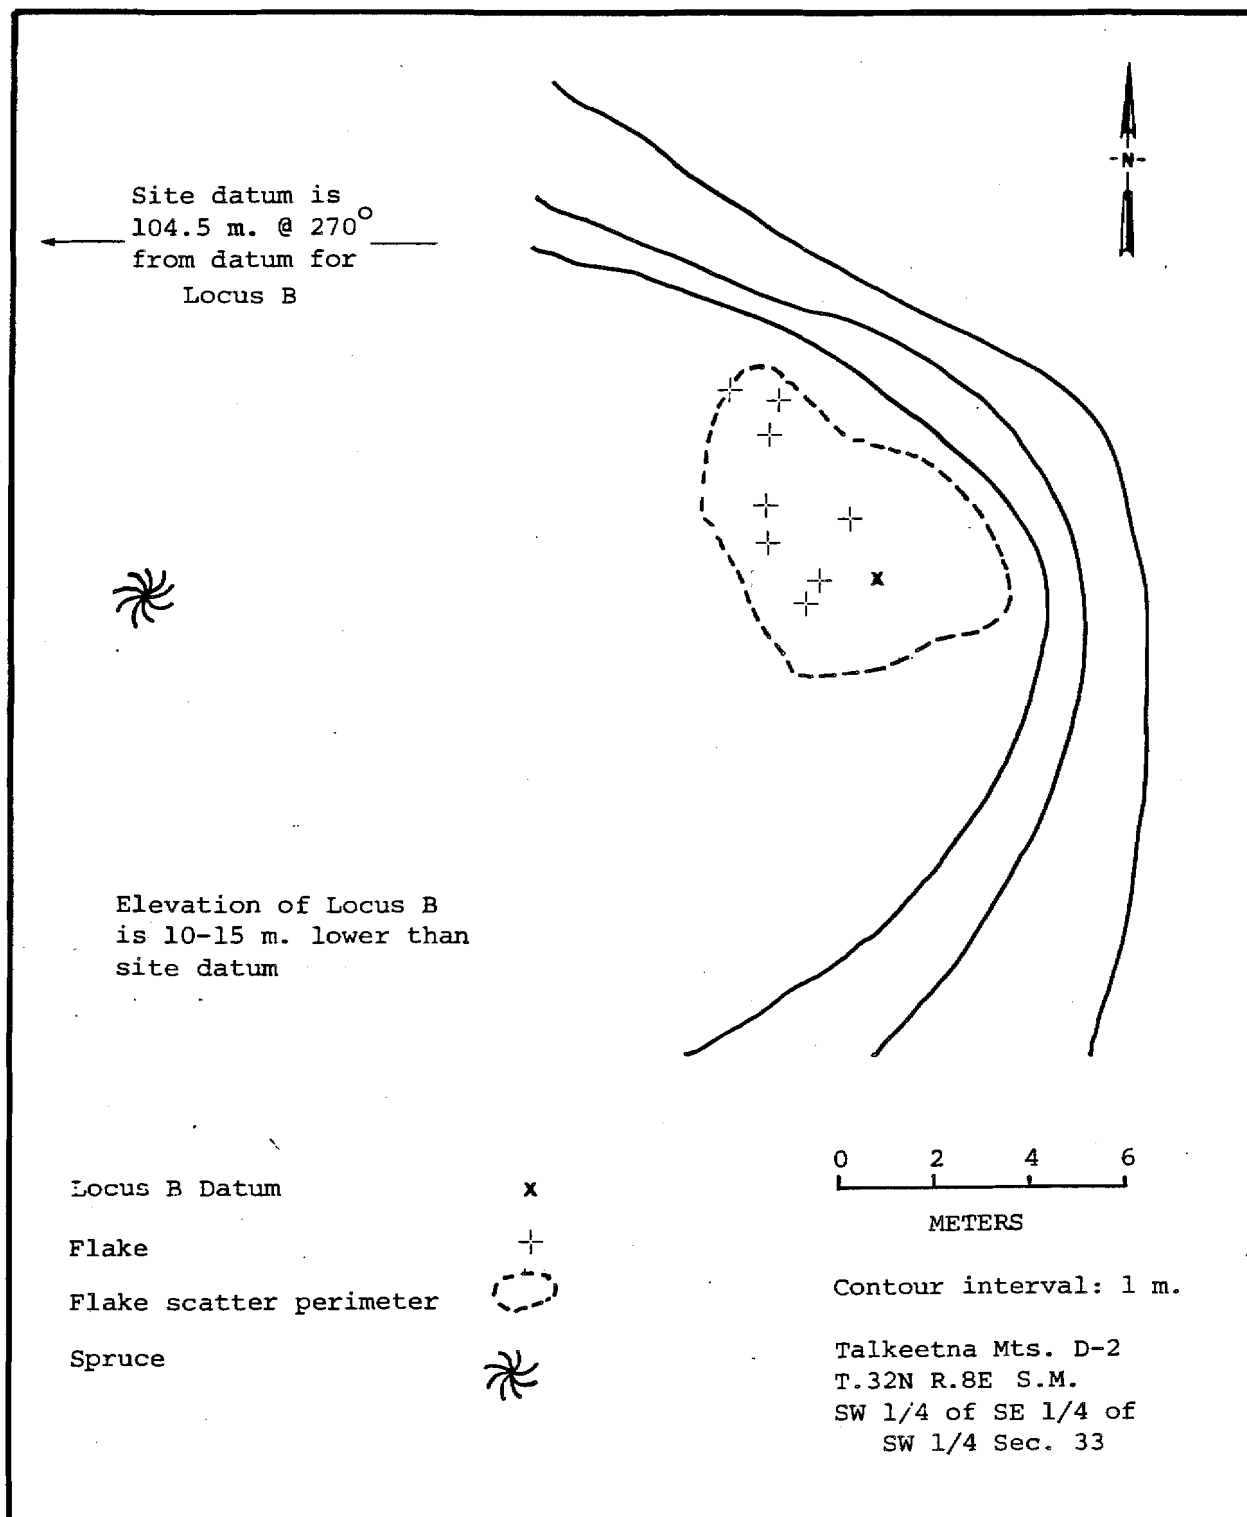 -N-
Site datum is
104.5 m. @ 270°
from datum for
Locus B
Elevation of Locus B
is 10-15 m. lower than
site datum
Locus B Datum x
Flake
Flake scatter perimeter
Spruce
0 2 4 6
METERS
Contour interval: 1 m.
Talkeetna Mts. D-2
T.32N R.8E S.M.
SW 1/4 of SE 1/4 of
SW 1/4 Sec. 33